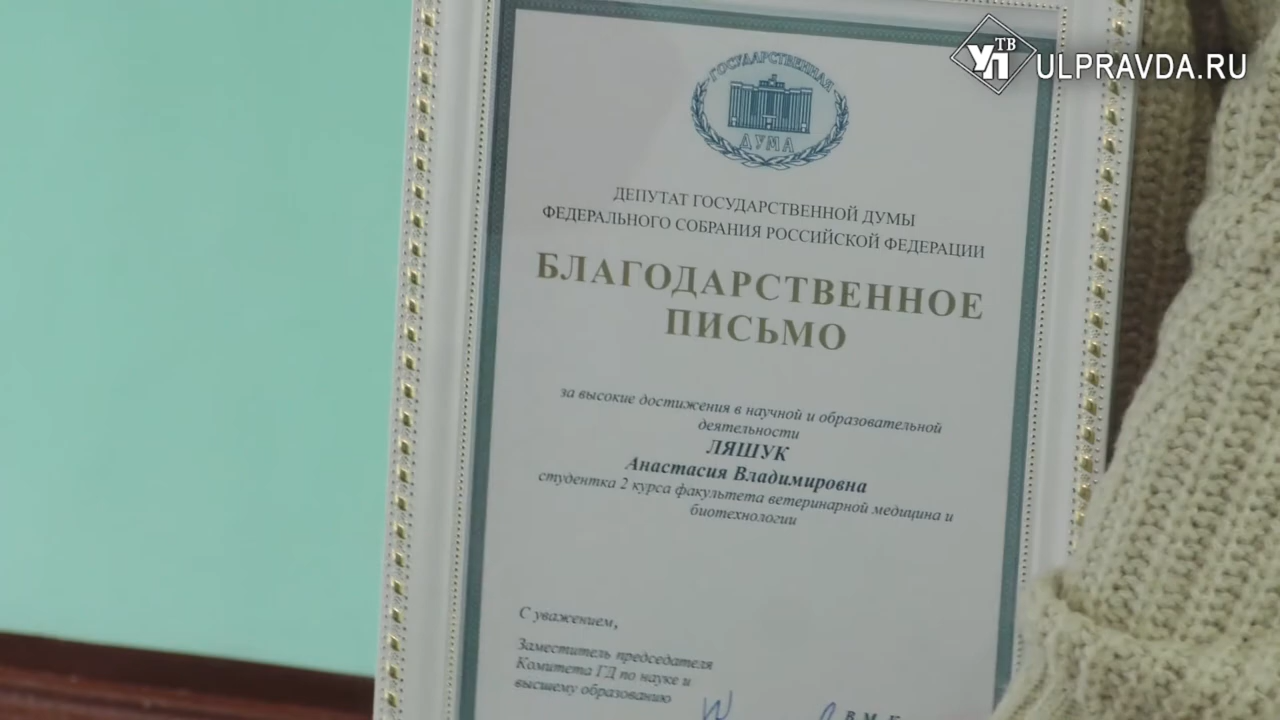 УП ТВ ULPRAVDA.RU
ГОСУДАРСТВЕННАЯ
ДУМА
ДЕПУТАТ ГОСУДАРСТВЕННОЙ ДУМЫ
ФЕДЕРАЛЬНОГО СОБРАНИЯ РОССИЙСКОЙ ФЕДЕРАЦИИ
БЛАГОДАРСТВЕННОЕ
ПИСЬМО
за высокие достижения в научной и образовательной
деятельности
ЛЯШУК
Анастасия Владимировна
студентка 2 курса факультета ветеринарной медицина и
биотехнологии
С уважением,
Заместитель председателя
Комитета ГД по науке и
высшему образованию
В.М.